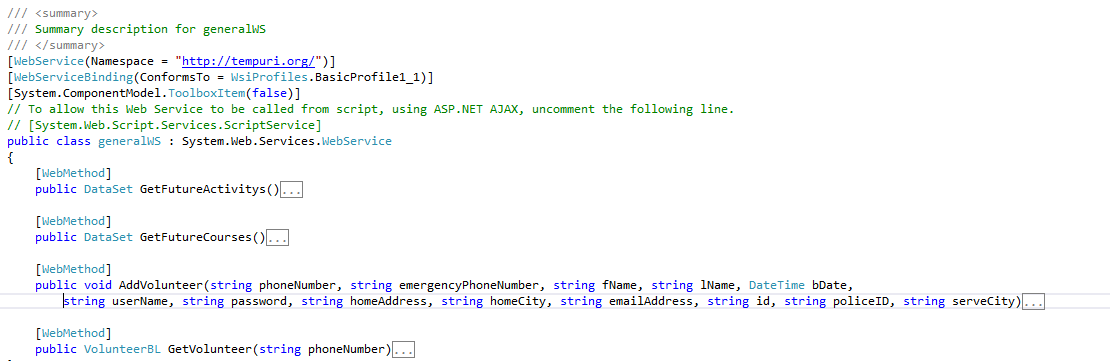 /// <summary>
/// Summary description for generalWS
/// </summary>
[WebService(Namespace = "http://tempuri.org/")]
[WebServiceBinding(ConformsTo = WsiProfiles.BasicProfile1_1)]
[System.ComponentModel.ToolboxItem(false)]
// To allow this Web Service to be called from script, using ASP.NET AJAX, uncomment the following line.
// [System.Web.Script.Services.ScriptService]
public class generalWS : System.Web.Services.WebService
{
[WebMethod]
public DataSet GetFutureActivitys()...
[WebMethod]
public DataSet GetFutureCourses()...
[WebMethod]
public void AddVolunteer(string phoneNumber, string emergencyPhoneNumber, string fName, string lName, DateTime bDate,
string userName, string password, string homeAddress, string homeCity, string emailAddress, string id, string policeID, string serveCity)...
[WebMethod]
public VolunteerBL GetVolunteer(string phoneNumber)...